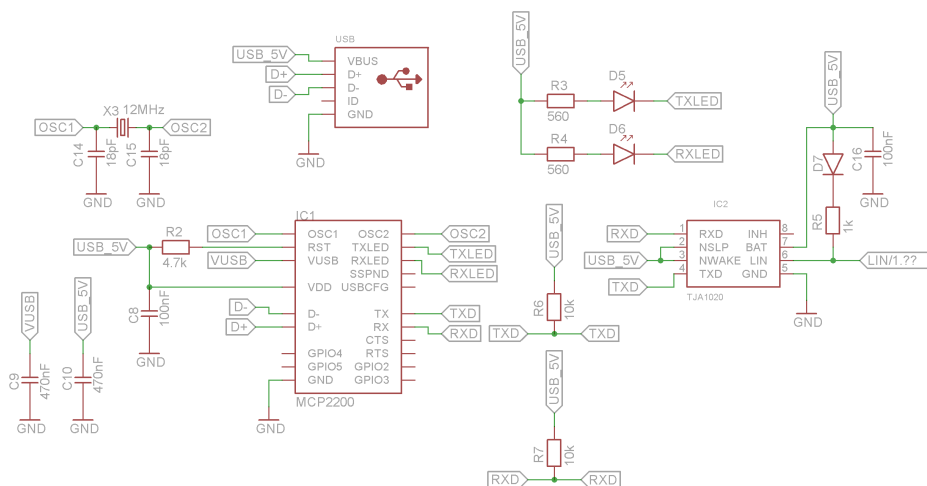 USB
USB_5V
VBUS
D+
D+
D-
D-
ID
GND
GND
X3
12MHz
OSC1
OSC2
C14
18pF
C15
18pF
GND
GND
USB_5V
R3
D5
560
TXLED
R4
D6
560
RXLED
USB_5V
D7
C16
100nF
GND
R5
1k
IC2
RXD
1
RXD
INH
8
2
NSLP
BAT
7
USB_5V
3
NWAKE
LIN
6
LIN/1.??
TXD
4
TXD
GND
5
TJA1020
GND
IC1
OSC1
OSC1
OSC2
OSC2
USB_5V
R2
4.7k
RST
TXLED
TXLED
VUSB
VUSB
RXLED
RXLED
SSPND
VDD
USBCFG
C8
100nF
GND
D-
D-
TX
TXD
D+
D+
RX
RXD
CTS
GPIO4
RTS
GPIO5
GPIO2
GND
GPIO3
MCP2200
GND
VUSB
C9
470nF
GND
USB_5V
C10
470nF
GND
USB_5V
R6
10k
TXD
TXD
USB_5V
R7
10k
RXD
RXD